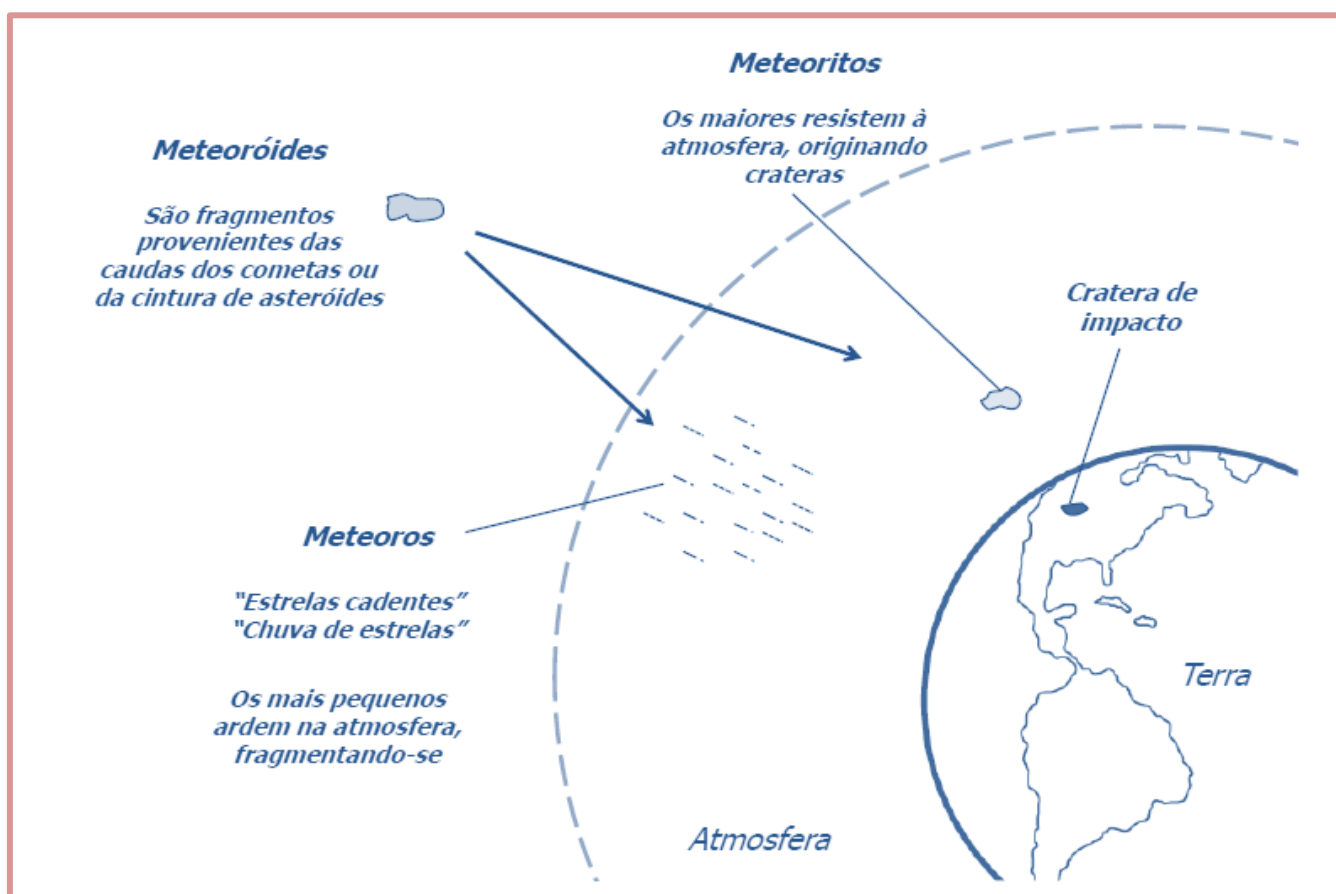 Meteoróides
São fragmentos
provenientes das
caudas dos cometas ou
da cintura de asteróides
Meteoritos
Os maiores resistem à
atmosfera, originando
crateras
Cratera de
impacto
Meteoros
"Estrelas cadentes”
"Chuva de estrelas”
Os mais pequenos
ardem na atmosfera,
fragmentando-se
Terra
Atmosfera